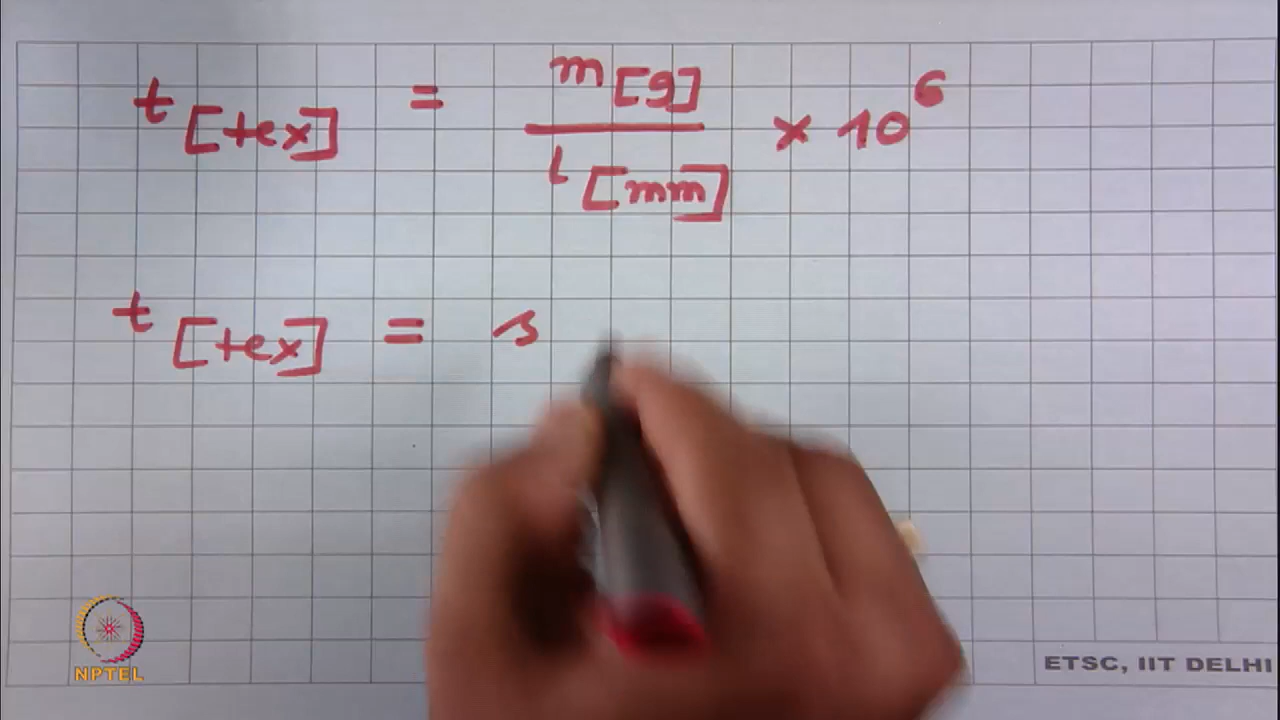 t [tex] = m [g] / l [mm] × 10^6
t [tex] = s
NPTEL
ETSC, IIT DELHI